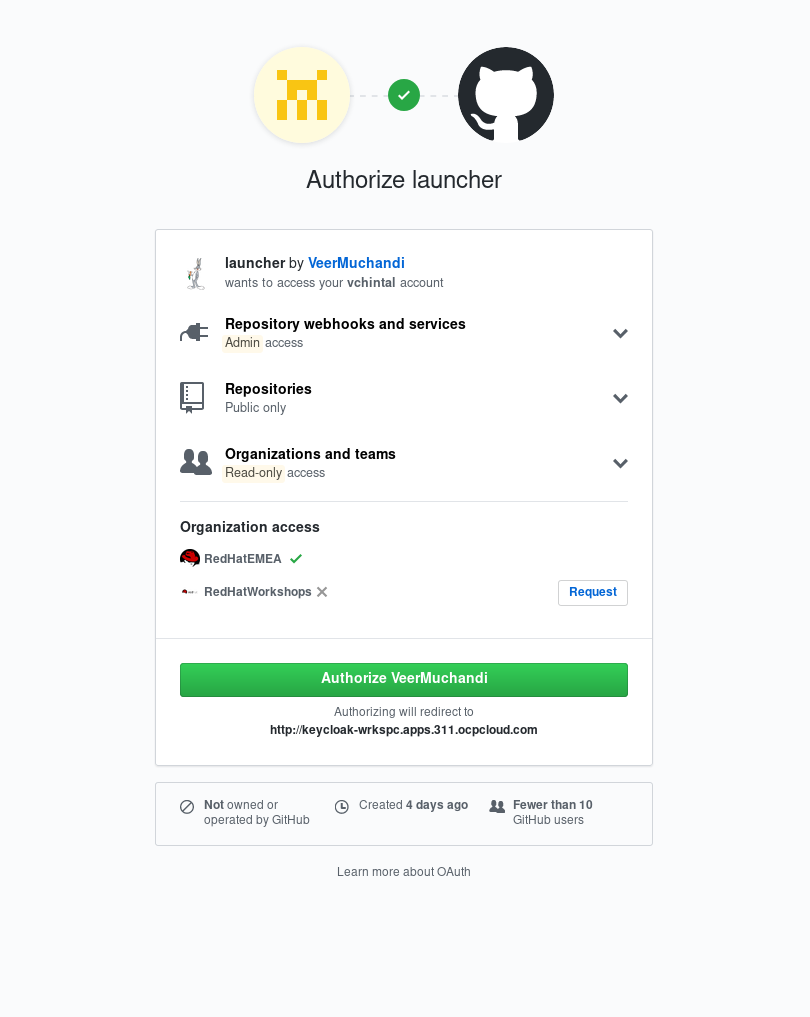 Authorize launcher
launcher by VeerMuchandi
wants to access your vchintal account
Repository webhooks and services
Admin access
Repositories
Public only
Organizations and teams
Read-only access
Organization access
RedHatEMEA
RedHatWorkshops
Request
Authorize VeerMuchandi
Authorizing will redirect to
http://keycloak-wrkspc.apps.311.ocpcloud.com
Not owned or
operated by GitHub
Created 4 days ago
Fewer than 10
GitHub users
Learn more about OAuth